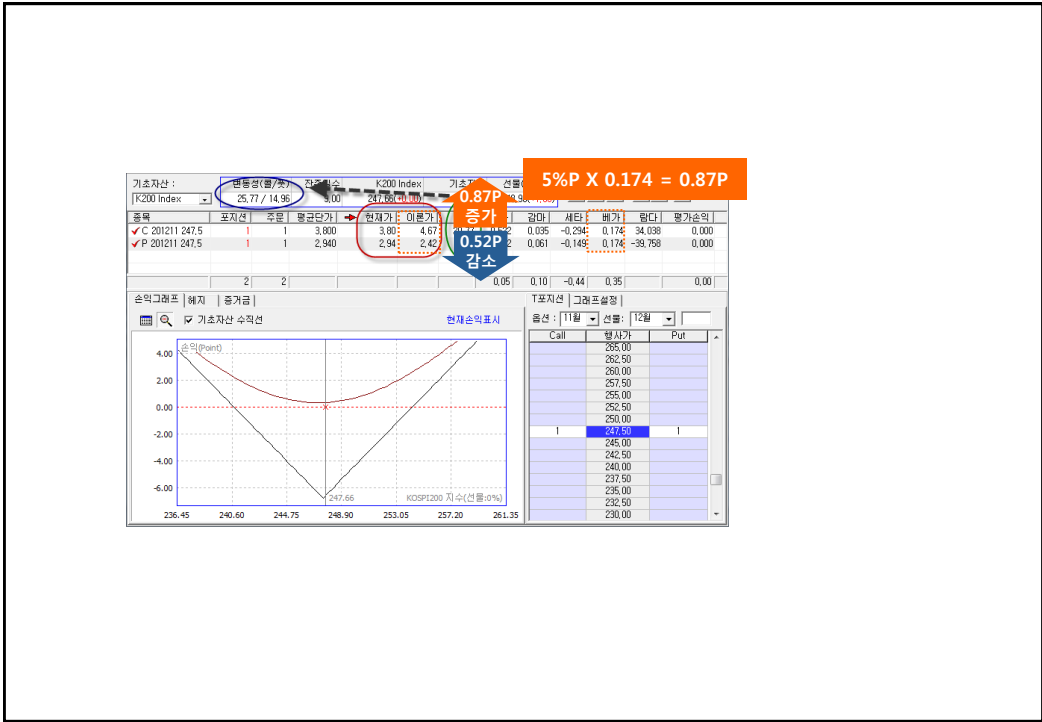 5%P X 0.174 = 0.87P
기초자산 : 변동성(콜/풋) K200 Index
K200 Index 25,77 / 14,96 9,00 247,66(+0,00)
0.87P
증가
0.52P
감소
종목 포지션 주문 평균단가 현재가 이론가 감마 세타 베가 람다 평가손익
C 201211 247,5 1 1 3,800 3,80 4,67 0,035 -0,294 0,174 34,038 0,000
P 201211 247,5 1 1 2,940 2,94 2,42 0,061 -0,149 0,174 -39,758 0,000
2 2 0,05 0,10 -0,44 0,35 0,00
손익그래프 헤지 증거금 T포지션 그래프설정
기초자산 수직선 현재손익표시
옵션 : 11월 선물: 12월
Call 행사가 Put
265,00
262,50
260,00
257,50
255,00
252,50
250,00
1 247,50 1
245,00
242,50
240,00
237,50
235,00
232,50
230,00
손익(Point)
4.00
2.00
0.00
-2.00
-4.00
-6.00
247.66 KOSPI200 지수(선물:0%)
236.45 240.60 244.75 248.90 253.05 257.20 261.35